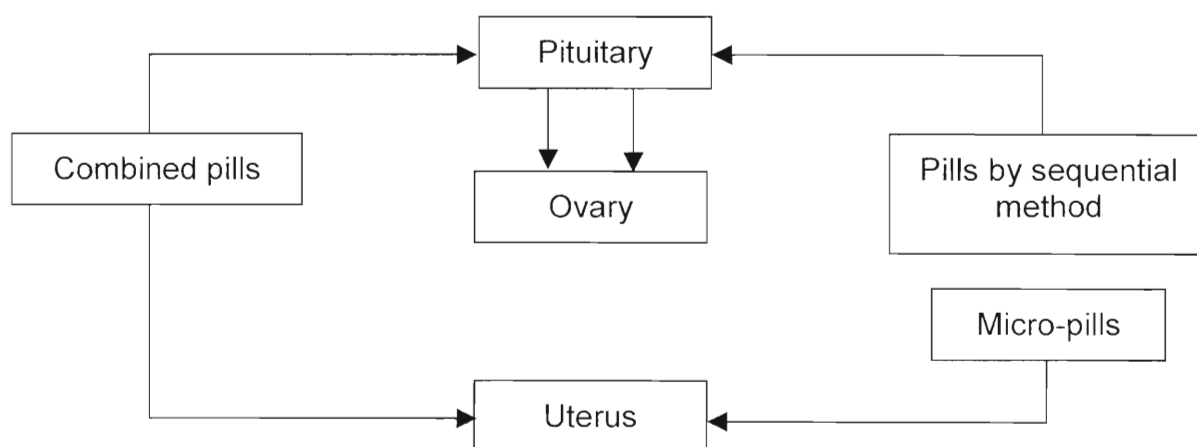 Pituitary
Combined pills
Pills by sequential
method
Ovary
Micro-pills
Uterus